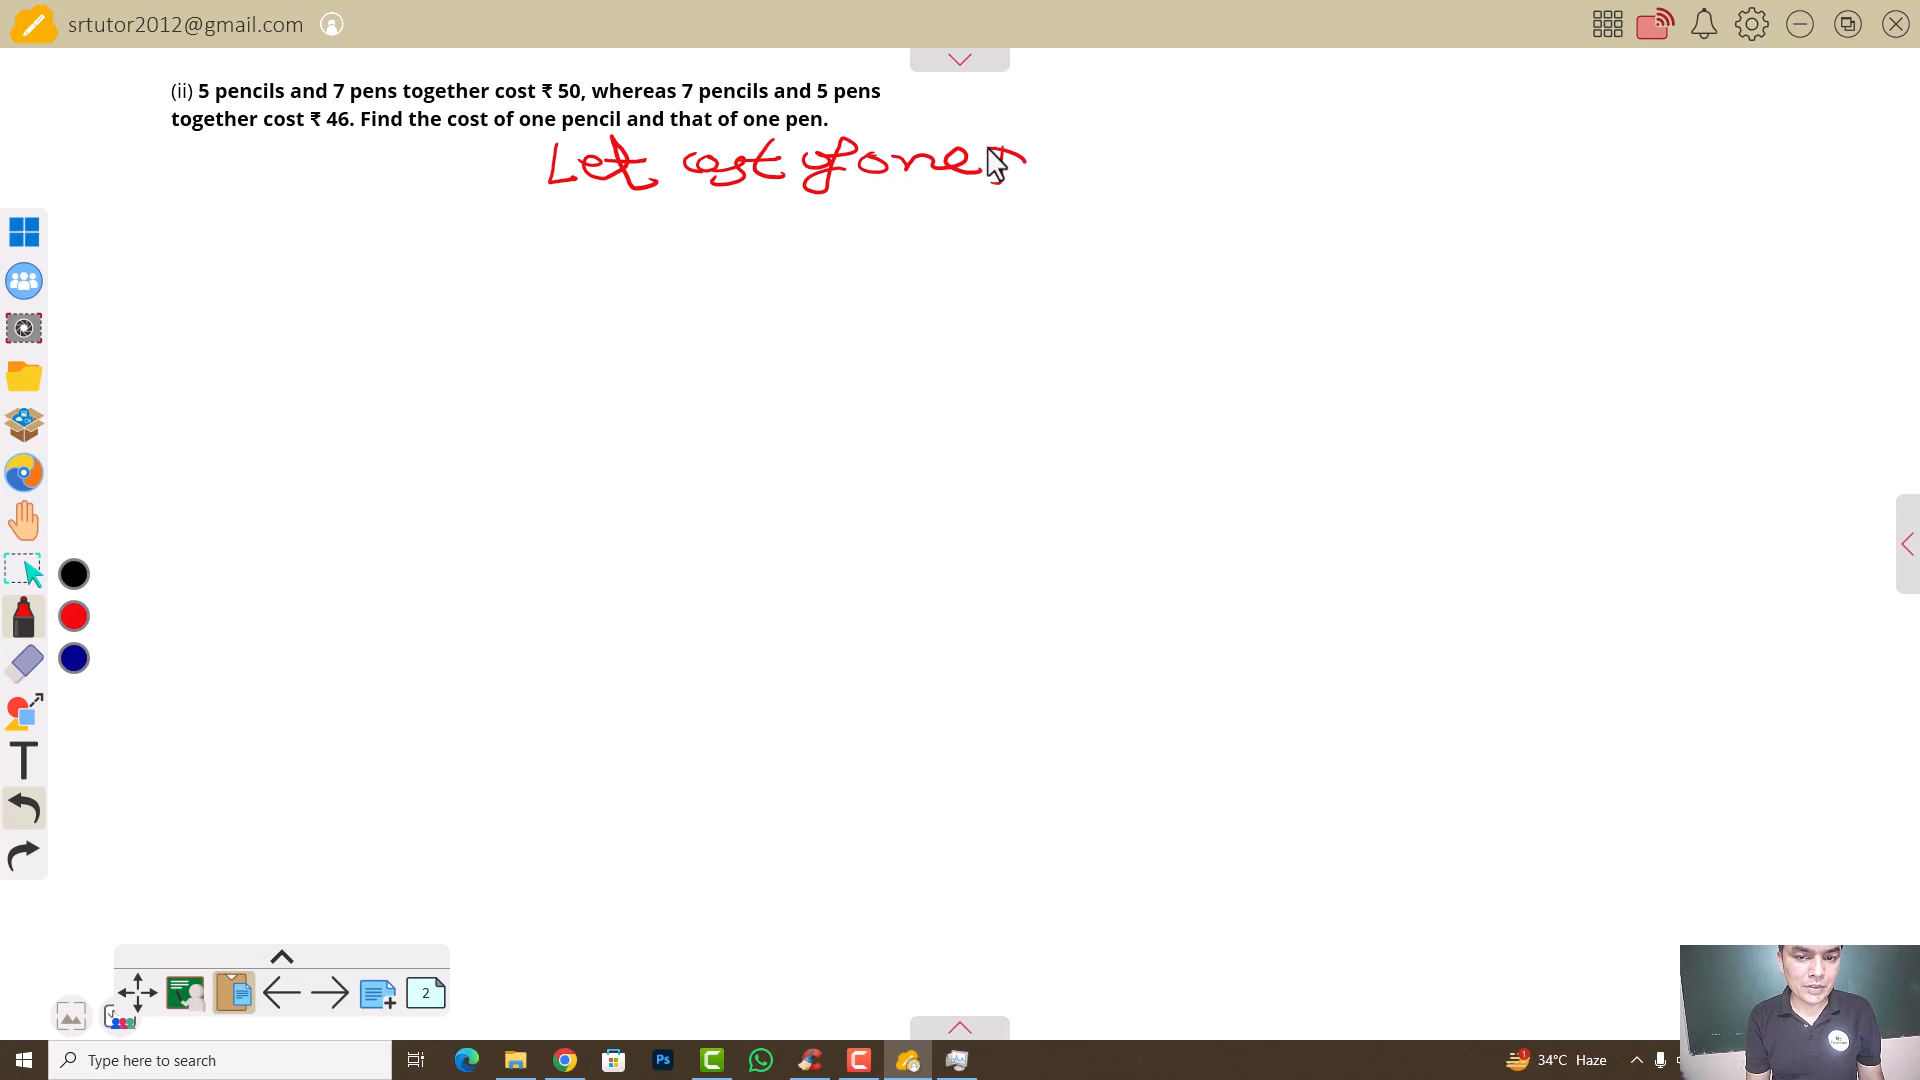 srtutor2012@gmail.com
(ii) 5 pencils and 7 pens together cost ₹ 50, whereas 7 pencils and 5 pens
together cost ₹ 46. Find the cost of one pencil and that of one pen.
Let cost of one
T
2
Type here to search
Ps
1
34°C Haze